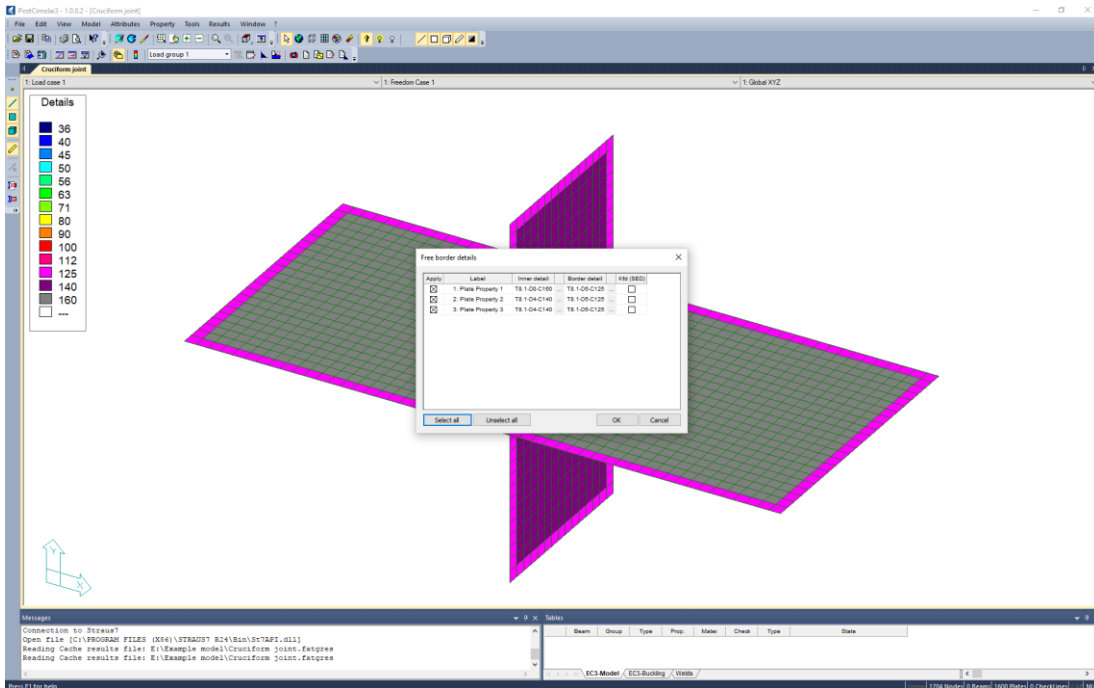 PostCimolai3 - 1.0.0.2 - [Cruciform joint]
File Edit View Model Attributes Property Tools Results Window ?
Load group 1
Cruciform joint
1: Load case 1
1: Freedom Case 1
1: Global XYZ
Details
36
40
45
50
56
63
71
80
90
100
112
125
140
160
---
Free border details
Apply Label Inner detail Border detail Kfd (SED)
1: Plate Property 1 T8.1-D0-C160 ... T8.1-D5-C125 ...
2: Plate Property 2 T8.1-D4-C140 ... T8.1-D5-C125 ...
3: Plate Property 3 T8.1-D4-C140 ... T8.1-D5-C125 ...
Select all Unselect all OK Cancel
Y
X
Messages
Connection to Straus7
Open file [C:\PROGRAM FILES (X86)\STRAUS7 R24\Bin\St7API.dll]
Reading Cache results file: E:\Example model\Cruciform joint.fatgres
Reading Cache results file: E:\Example model\Cruciform joint.fatgres
Tables
Beam Group Type Prop. Mater. Check Type State
EC3-Model EC3-Buckling Welds
Press F1 for help
1704 Nodes 0 Beams 1600 Plates 0 CheckLines